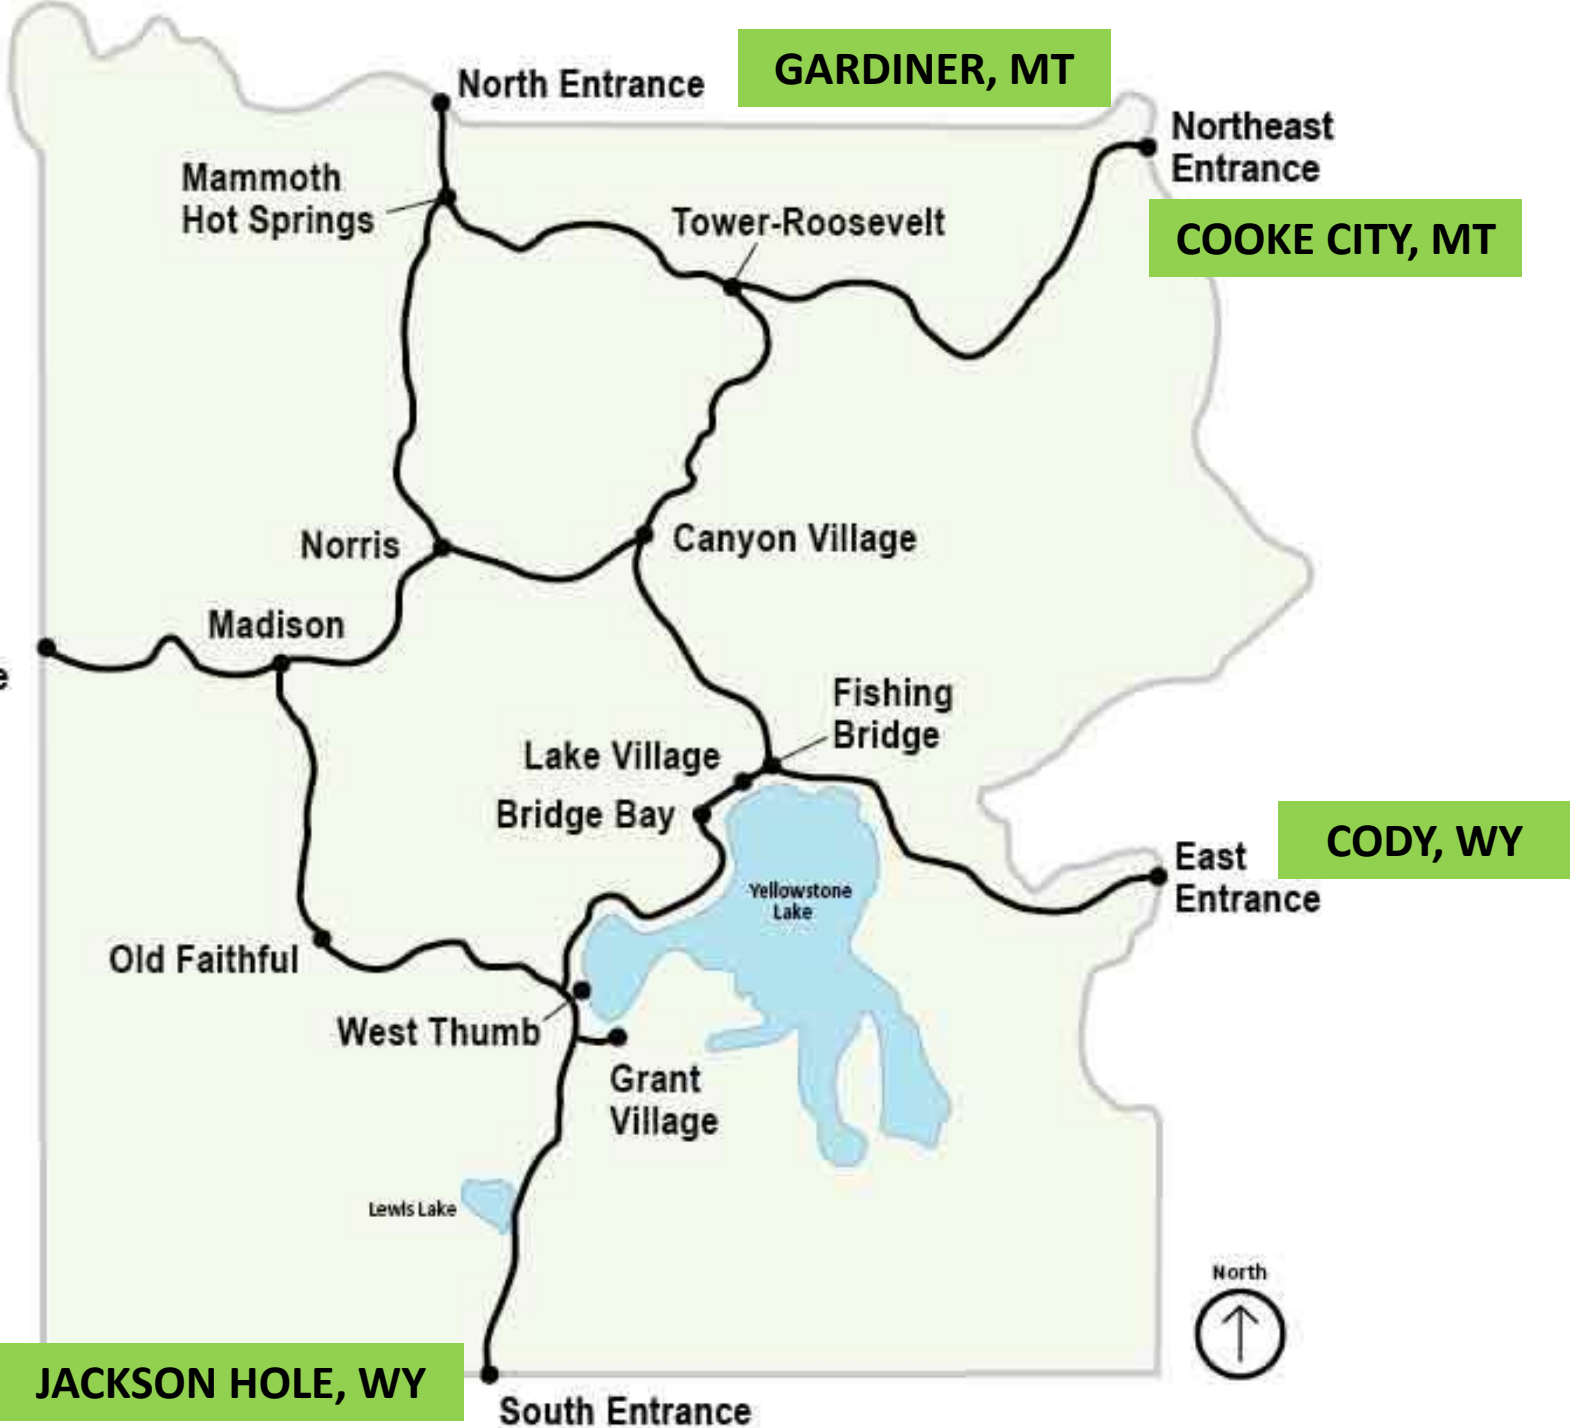 GARDINER, MT
North Entrance
Northeast
Entrance
Mammoth
Hot Springs
Tower-Roosevelt
COOKE CITY, MT
Norris
Canyon Village
Madison
e
Fishing
Bridge
Lake Village
Bridge Bay
CODY, WY
East
Entrance
Yellowstone
Lake
Old Faithful
West Thumb
Grant
Village
Lewis Lake
North
JACKSON HOLE, WY
South Entrance